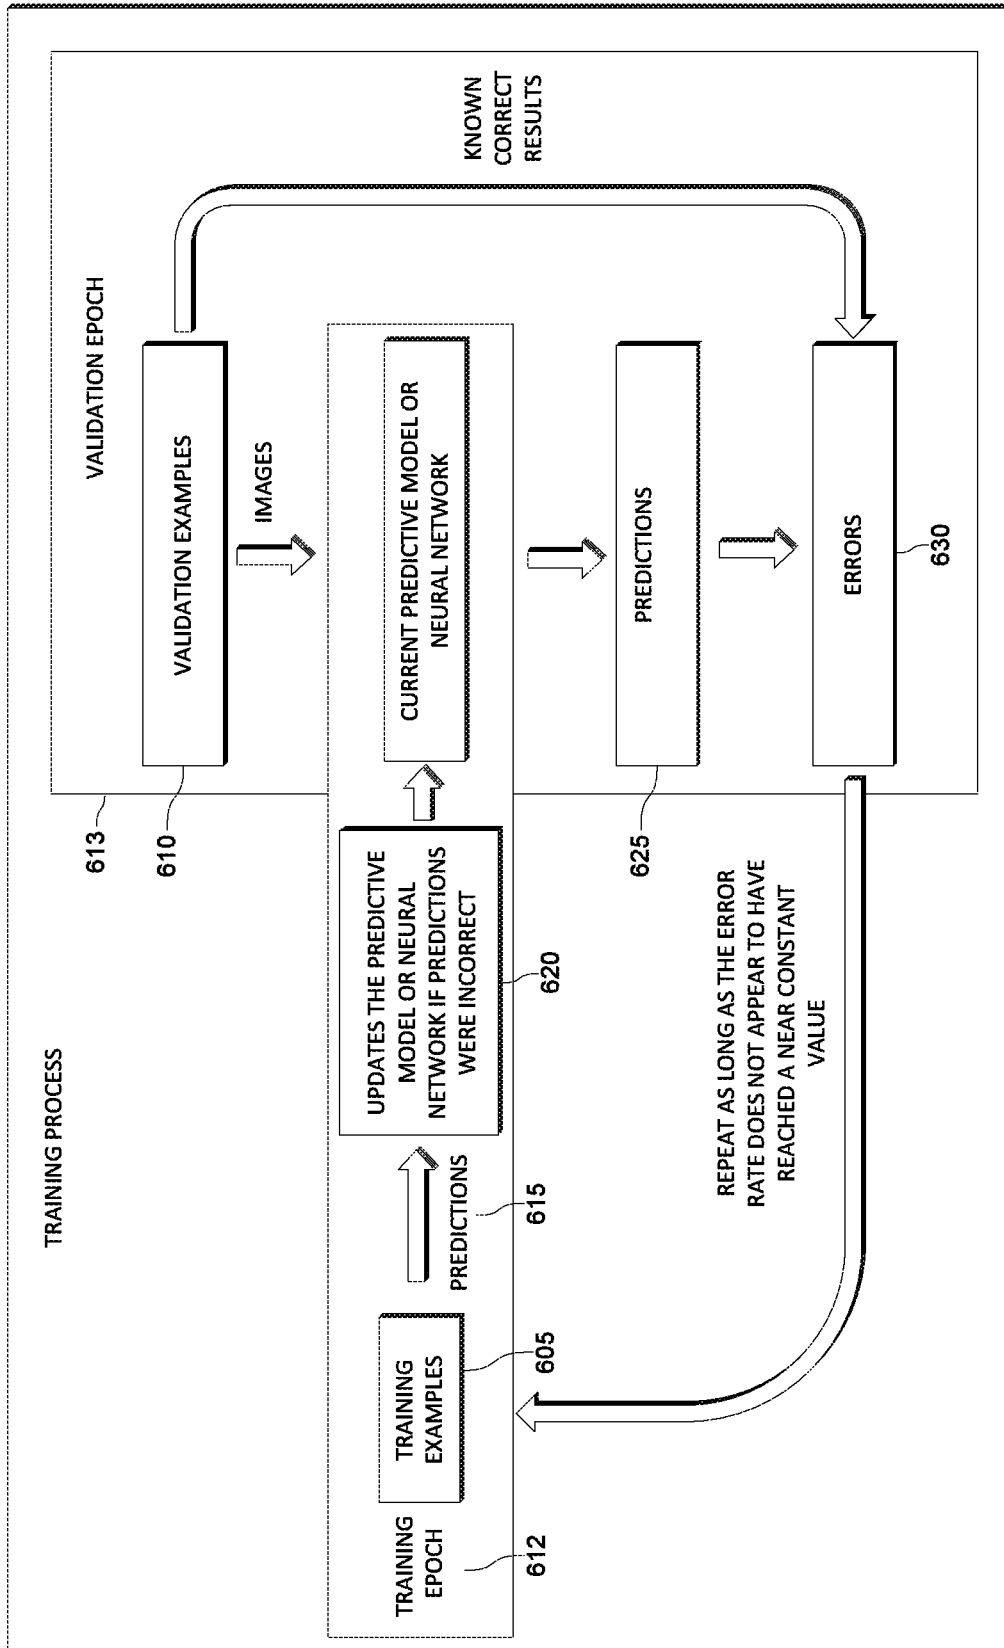 TRAINING PROCESS
VALIDATION EPOCH
613
610
VALIDATION EXAMPLES
IMAGES
KNOWN
CORRECT
RESULTS
TRAINING
EPOCH
612
TRAINING
EXAMPLES
605
PREDICTIONS
615
UPDATES THE PREDICTIVE
MODEL OR NEURAL
NETWORK IF PREDICTIONS
WERE INCORRECT
620
CURRENT PREDICTIVE MODEL OR
NEURAL NETWORK
625
PREDICTIONS
REPEAT AS LONG AS THE ERROR
RATE DOES NOT APPEAR TO HAVE
REACHED A NEAR CONSTANT
VALUE
ERRORS
630